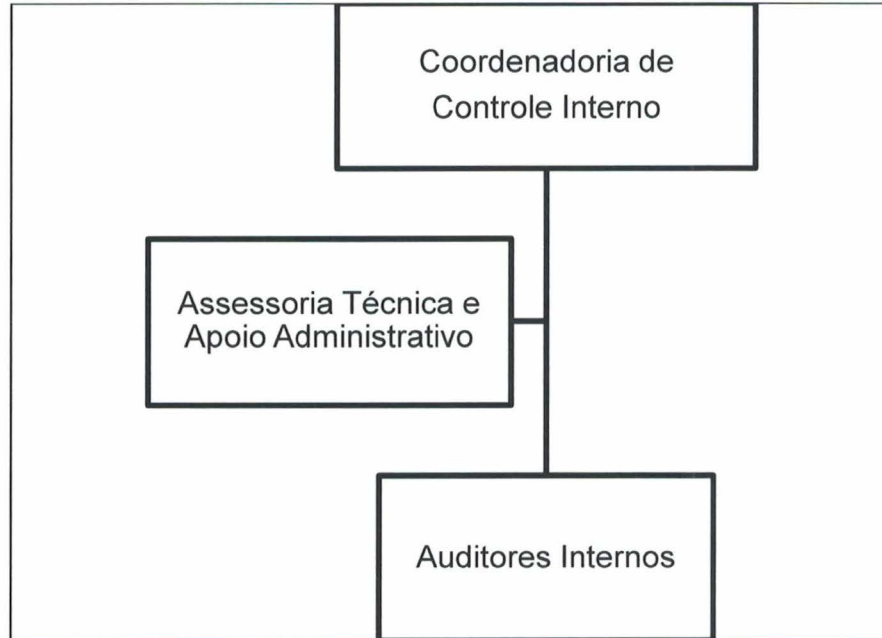 Coordenadoria de
Controle Interno
Assessoria Técnica e
Apoio Administrativo
Auditores Internos